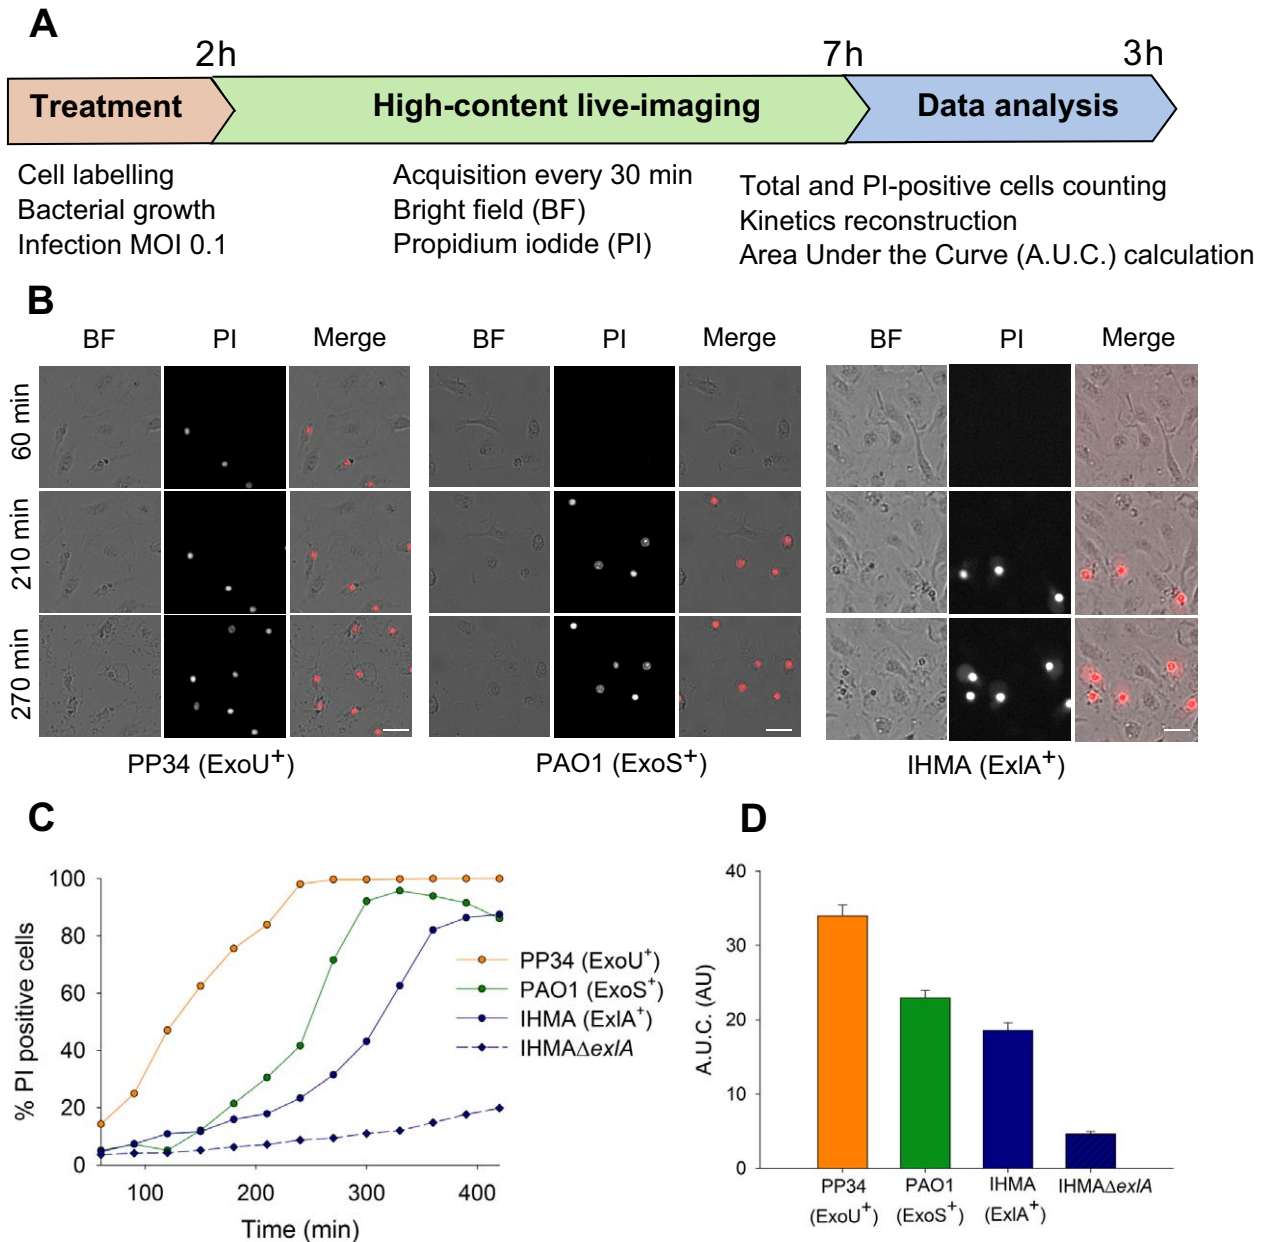 A
2h
7h
3h
Treatment
High-content live-imaging
Data analysis
Cell labelling
Bacterial growth
Infection MOI 0.1
Acquisition every 30 min
Bright field (BF)
Propidium iodide (PI)
Total and PI-positive cells counting
Kinetics reconstruction
Area Under the Curve (A.U.C.) calculation
B
BF PI Merge BF PI Merge BF PI Merge
60 min
210 min
270 min
PP34 (ExoU+)
PAO1 (ExoS+)
IHMA (ExlA+)
C
% PI positive cells
100
80
60
40
20
0
100 200 300 400
Time (min)
PP34 (ExoU+)
PAO1 (ExoS+)
IHMA (ExlA+)
IHMAΔexlA
D
A.U.C. (AU)
40
30
20
10
0
PP34
(ExoU+)
PAO1
(ExoS+)
IHMA
(ExlA+)
IHMAΔexlA